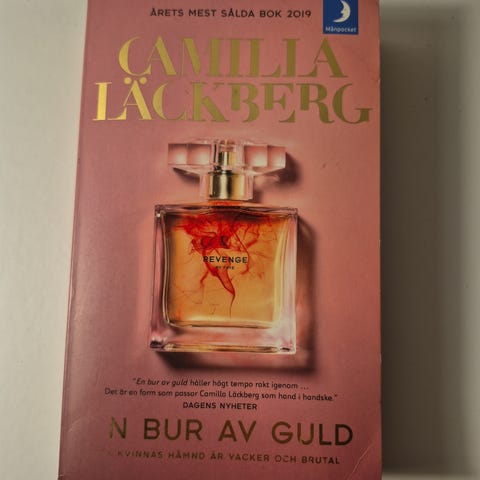 ÅRETS MEST SÅLDA BOK 2019
Månpocket
CAMILLA
LÄCKBERG
REVENGE
BY FAYE
"En bur av guld håller högt tempo rakt igenom ...
Det är en form som passar Camilla Läckberg som hand i handske."
DAGENS NYHETER
N BUR AV GULD
KVINNAS HÄMND ÄR VACKER OCH BRUTAL